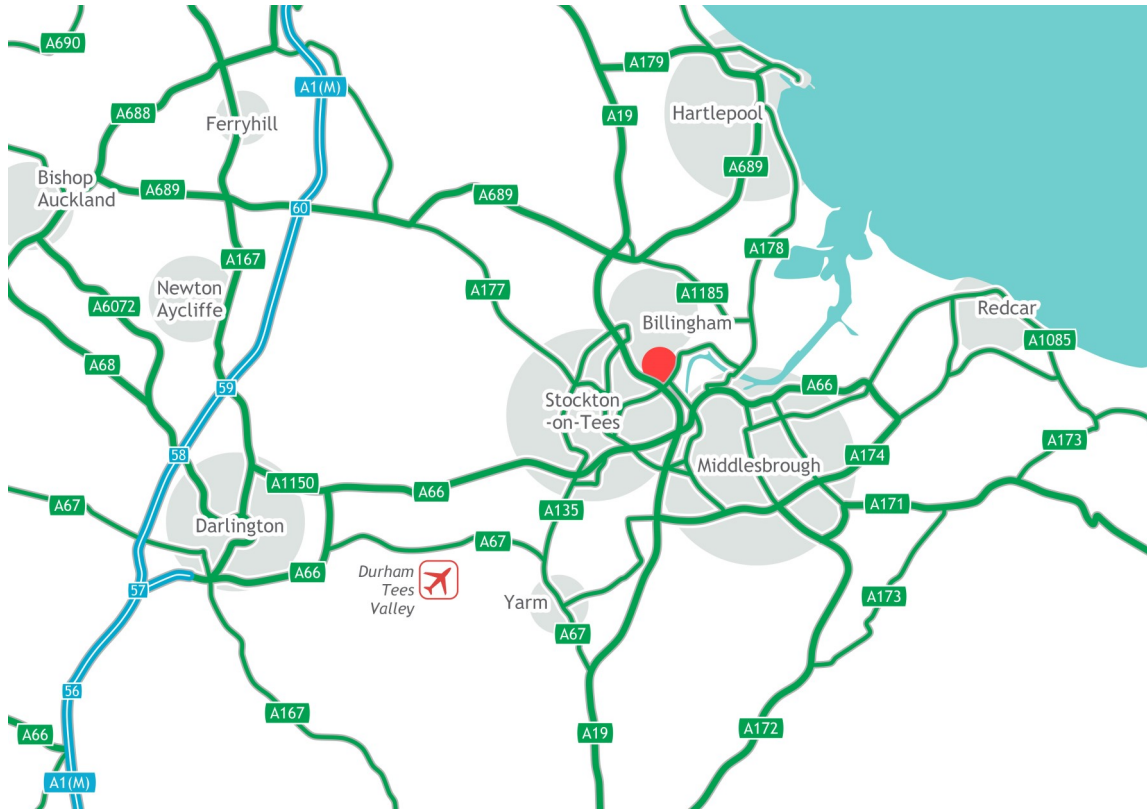 A690
A1(M)
A179
A688
Ferryhill
A19
Hartlepool
Bishop
Auckland
A689
A689
A689
60
A167
A178
Newton
Aycliffe
A177
A1185
A6072
Billingham
Redcar
A1085
A68
59
A66
Stockton
-on-Tees
58
A173
A174
Middlesbrough
A1150
A66
A67
A135
A171
Darlington
A67
A66
Durham
Tees
Valley
57
Yarm
A173
A67
56
A167
A66
A19
A172
A1(M)